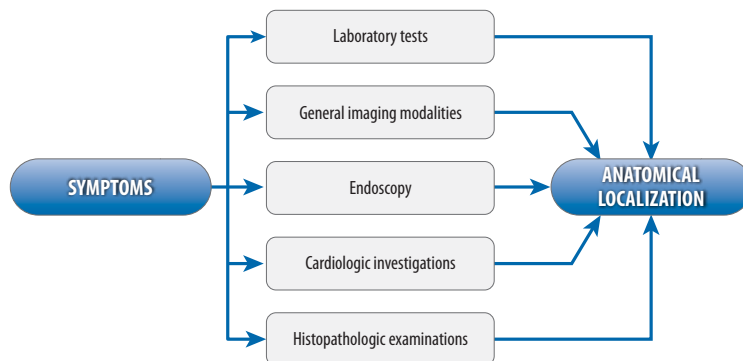 Laboratory tests
General imaging modalities
SYMPTOMS
Endoscopy
ANATOMICAL
LOCALIZATION
Cardiologic investigations
Histopathologic examinations